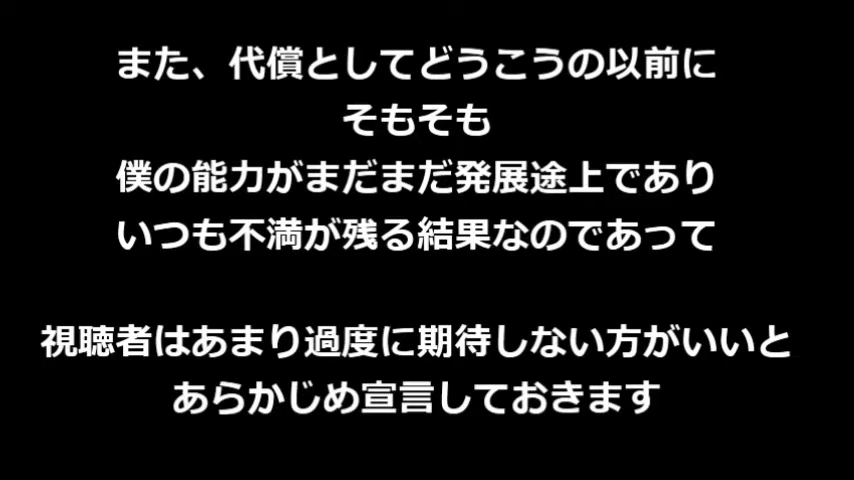 また、代償としてどうこうの以前に
そもそも
僕の能力がまだまだ発展途上であり
いつも不満が残る結果なのであって
視聴者はあまり過度に期待しない方がいいと
あらかじめ宣言しておきます